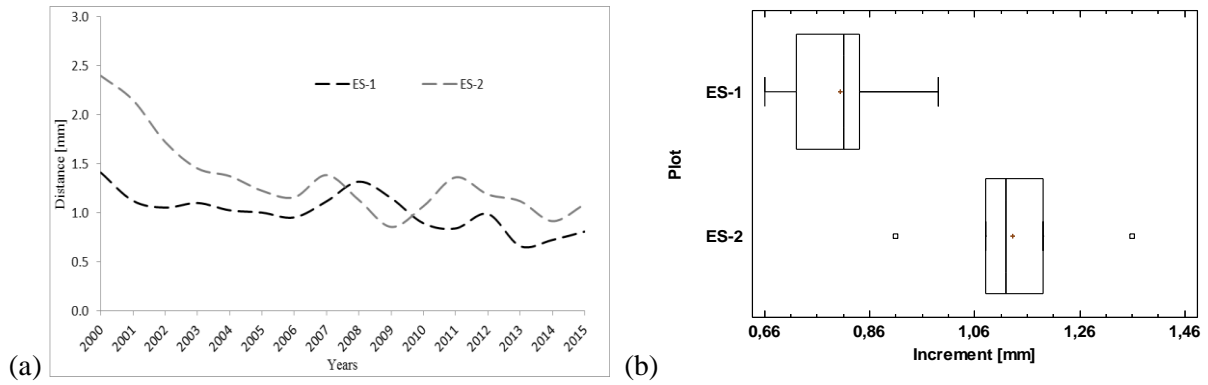 3.0
2.5
2.0
1.5
1.0
0.5
0.0
Distance [mm]
ES-1 ES-2
2000 2001 2002 2003 2004 2005 2006 2007 2008 2009 2010 2011 2012 2013 2014 2015
Years
(a)
ES-1
Plot
ES-2
0,66 0,86 1,06 1,26 1,46
Increment [mm]
(b)